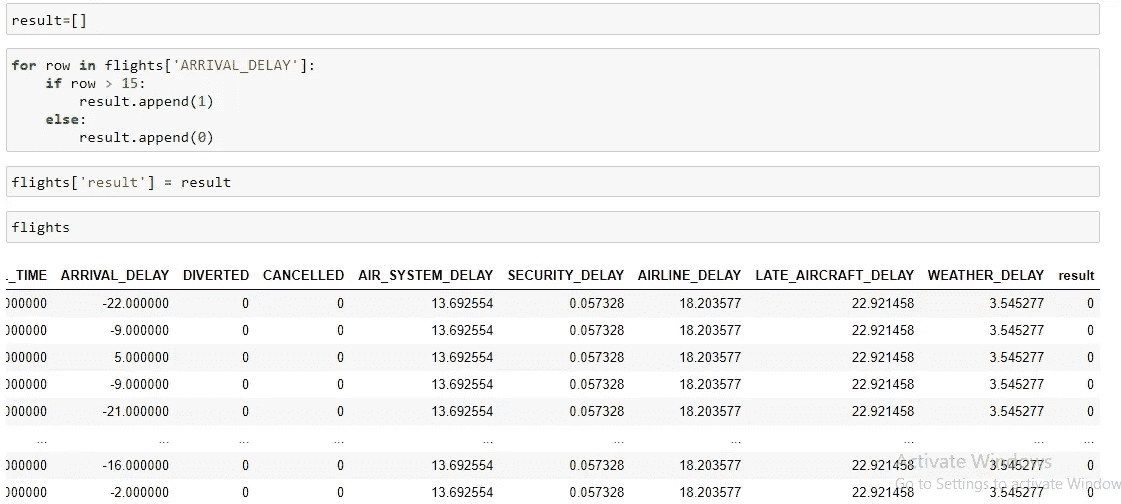 result=[]
for row in flights['ARRIVAL_DELAY']:
    if row > 15:
        result.append(1)
    else:
        result.append(0)
flights['result'] = result
flights
._TIME ARRIVAL_DELAY DIVERTED CANCELLED AIR_SYSTEM_DELAY SECURITY_DELAY AIRLINE_DELAY LATE_AIRCRAFT_DELAY WEATHER_DELAY result
000000 -22.000000 0 0 13.692554 0.057328 18.203577 22.921458 3.545277 0
000000 -9.000000 0 0 13.692554 0.057328 18.203577 22.921458 3.545277 0
000000 5.000000 0 0 13.692554 0.057328 18.203577 22.921458 3.545277 0
000000 -9.000000 0 0 13.692554 0.057328 18.203577 22.921458 3.545277 0
000000 -21.000000 0 0 13.692554 0.057328 18.203577 22.921458 3.545277 0
... ... ... ... ... ... ... ... ... ...
000000 -16.000000 0 0 13.692554 0.057328 18.203577 22.921458 3.545277 0
000000 -2.000000 0 0 13.692554 0.057328 18.203577 22.921458 3.545277 0
Activate Windows
Go to Settings to activate Window